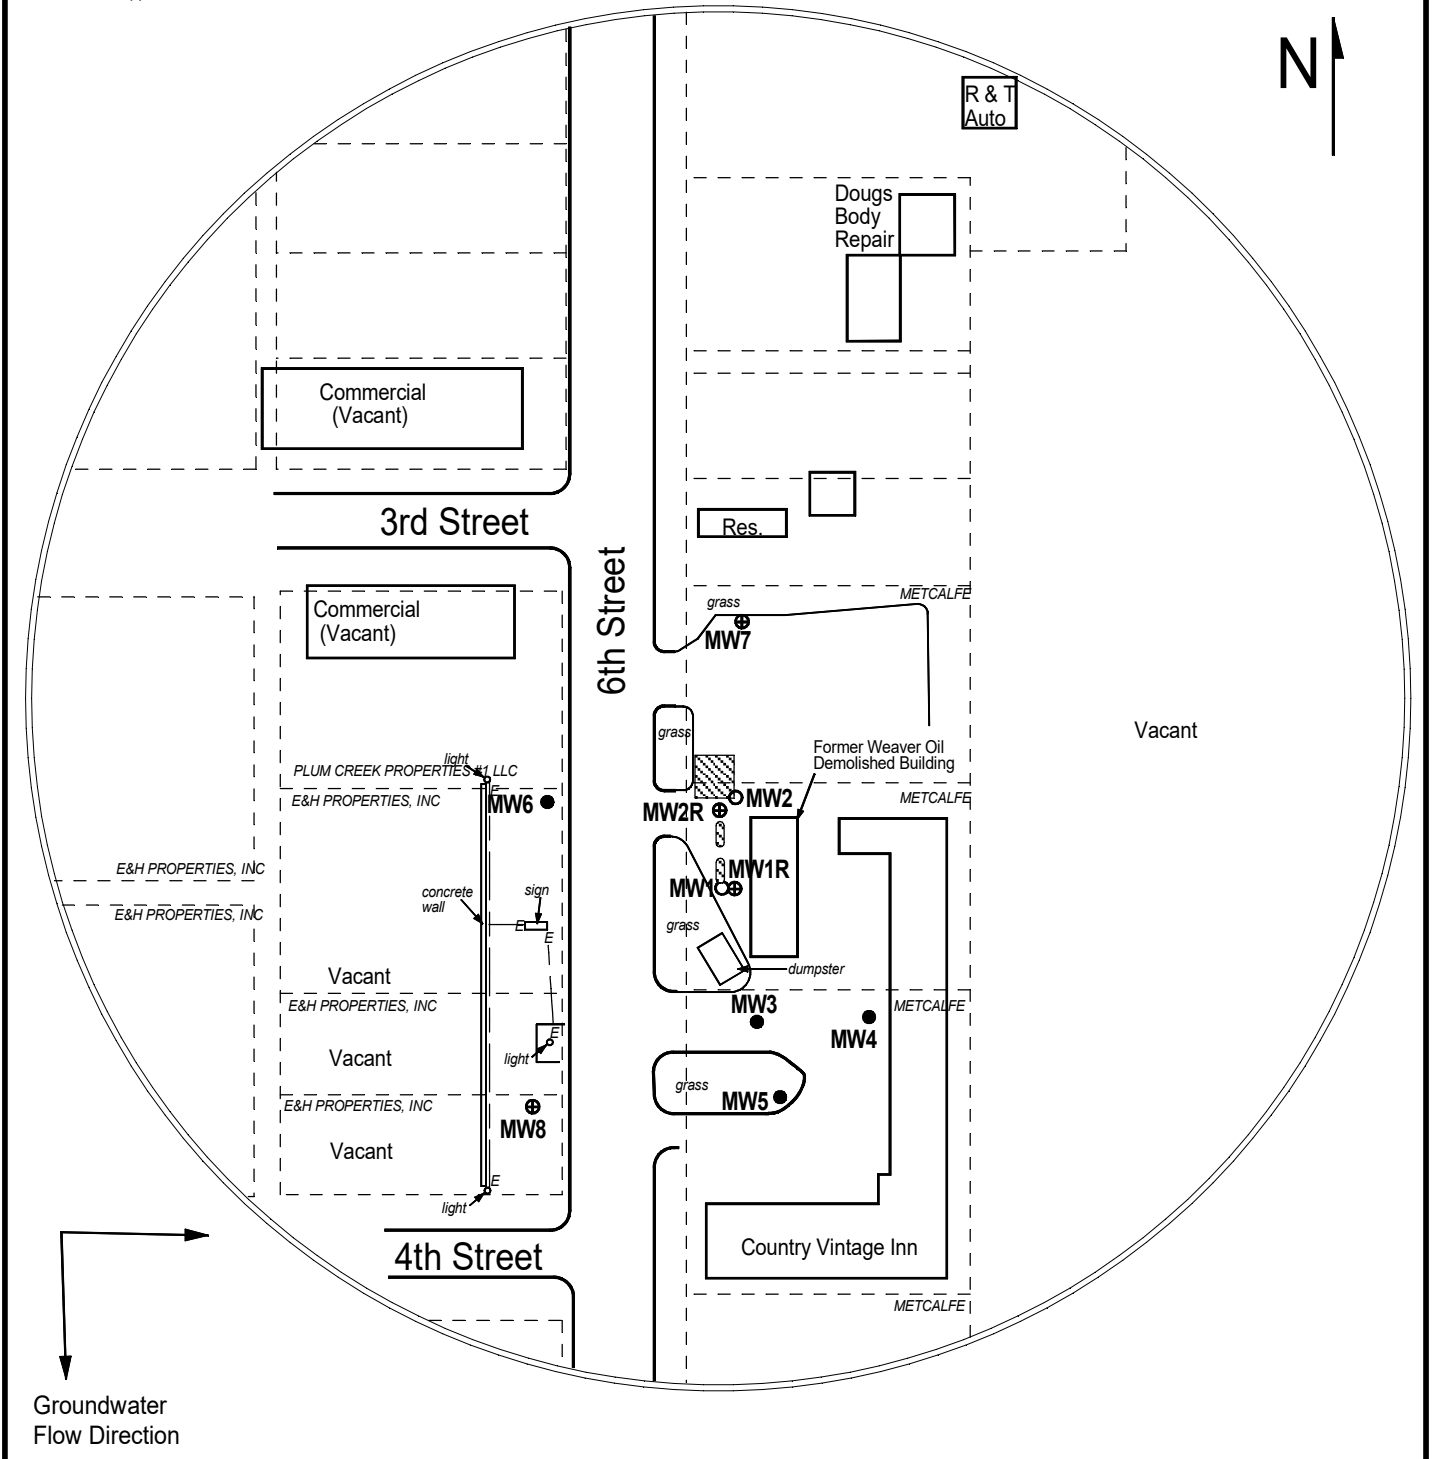 N
R & T
Auto
Dougs
Body
Repair
Commercial
(Vacant)
3rd Street
Res.
6th Street
METCALFE
grass
MW7
Commercial
(Vacant)
Vacant
grass
Former Weaver Oil
Demolished Building
light
PLUM CREEK PROPERTIES #1 LLC
E
E&H PROPERTIES, INC
MW6
MW2
METCALFE
MW2R
E&H PROPERTIES, INC
MW1R
MW1
concrete
wall
sign
E&H PROPERTIES, INC
E
E
grass
Vacant
dumpster
E&H PROPERTIES, INC
MW3
METCALFE
MW4
E
Vacant
light
grass
MW5
E&H PROPERTIES, INC
MW8
Vacant
E
light
4th Street
Country Vintage Inn
METCALFE
Groundwater
Flow Direction